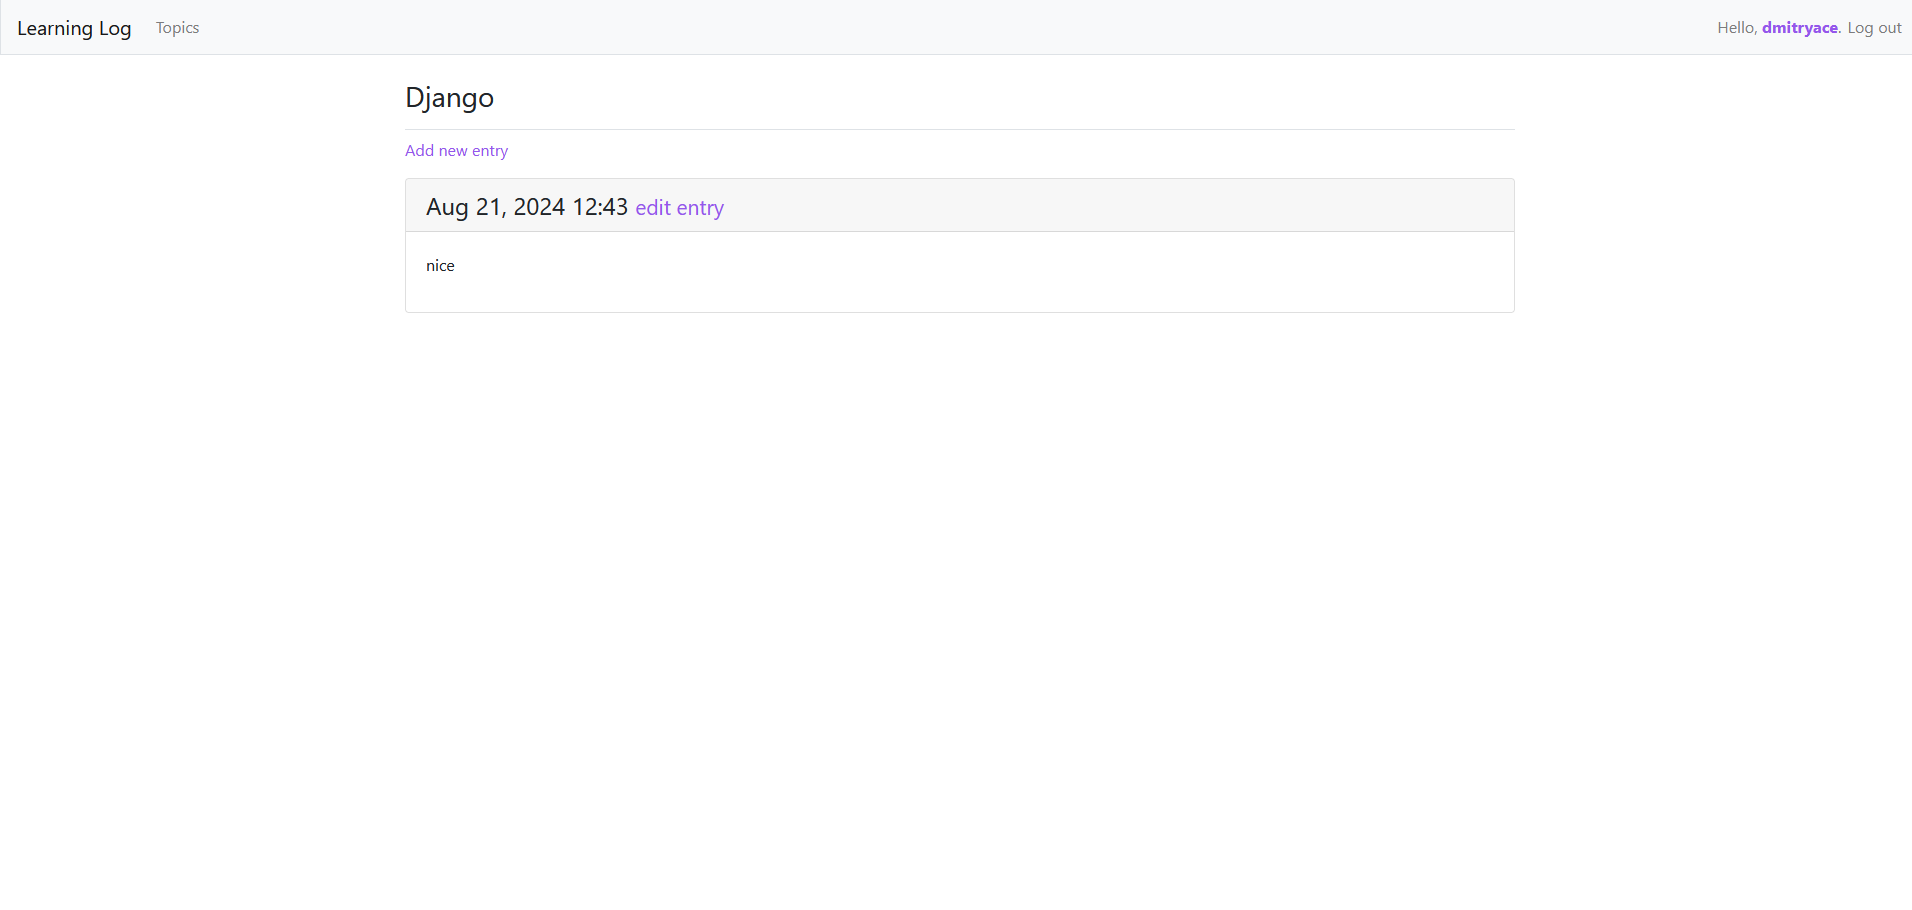 Learning Log Topics Hello, dmitryace. Log out
Django
Add new entry
Aug 21, 2024 12:43 edit entry
nice